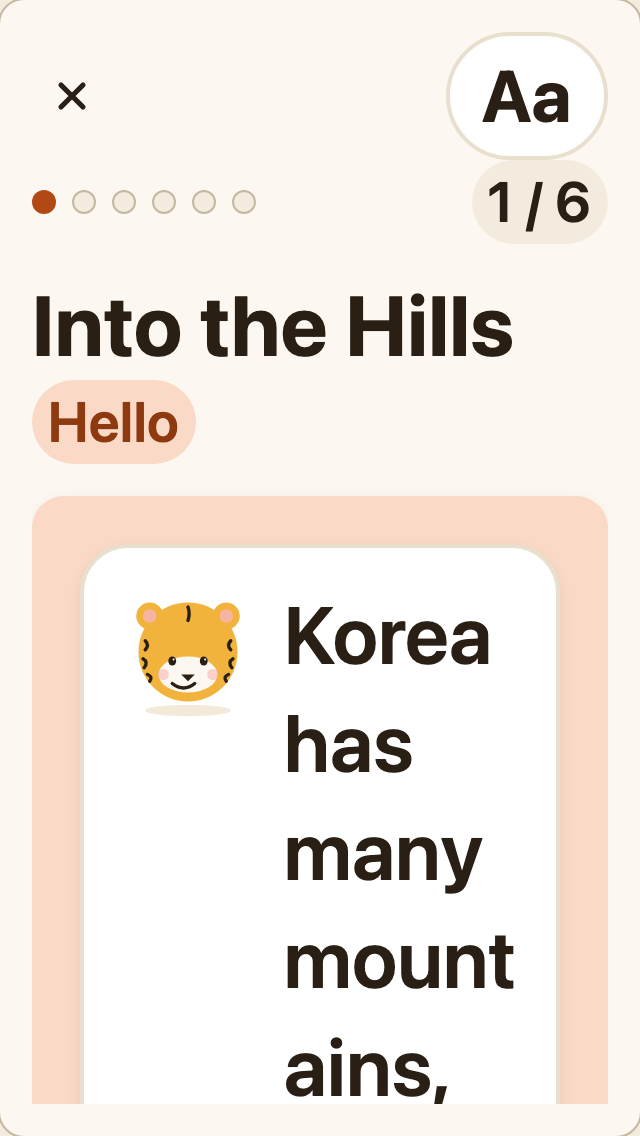 Aa
1 / 6
Into the Hills
Hello
Korea
has
many
mount
ains,